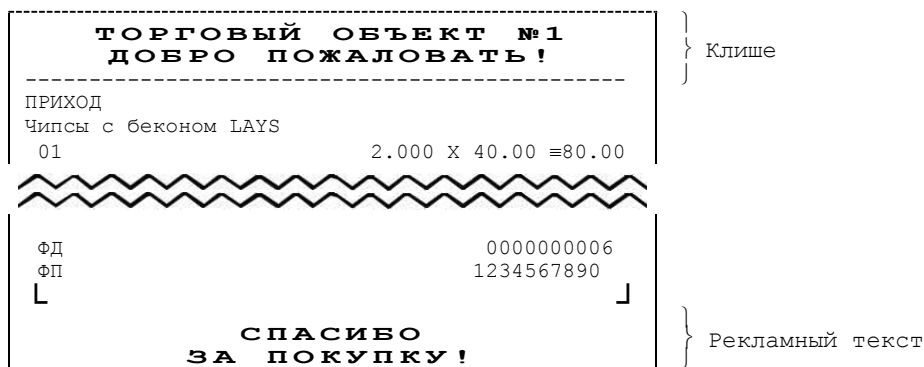 ТОРГОВЫЙ ОБЪЕКТ №1
ДОБРО ПОЖАЛОВАТЬ!
Клише
ПРИХОД
Чипсы с беконом LAYS
01 2.000 X 40.00 ≡80.00
ФД 0000000006
ФП 1234567890
СПАСИБО
ЗА ПОКУПКУ!
Рекламный текст